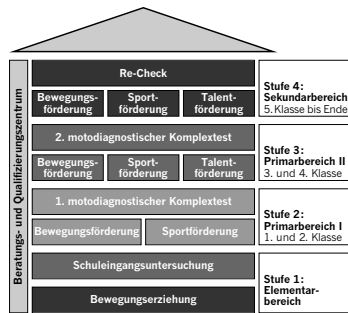 Beratungs- und Qualifizierungszentrum
Re-Check
Bewegungs-
förderung
Sport-
förderung
Talent-
förderung
Stufe 4:
Sekundarbereich
5. Klasse bis Ende
2. motodiagnostischer Komplextest
Bewegungs-
förderung
Sport-
förderung
Talent-
förderung
Stufe 3:
Primarbereich II
3. und 4. Klasse
1. motodiagnostischer Komplextest
Bewegungsförderung
Sportförderung
Stufe 2:
Primarbereich I
1. und 2. Klasse
Schuleingangsuntersuchung
Bewegungserziehung
Stufe 1:
Elementar-
bereich